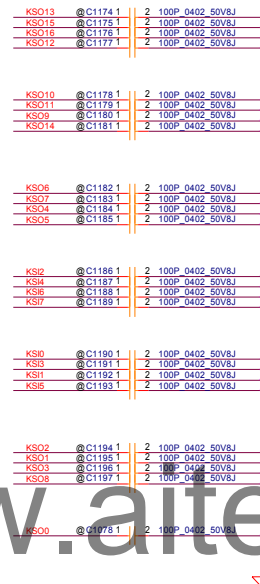 KSO13 @C1174 1 2 100P_0402_50V8J
KSO15 @C1175 1 2 100P_0402_50V8J
KSO16 @C1176 1 2 100P_0402_50V8J
KSO12 @C1177 1 2 100P_0402_50V8J
KSO10 @C1178 1 2 100P_0402_50V8J
KSO11 @C1179 1 2 100P_0402_50V8J
KSO9 @C1180 1 2 100P_0402_50V8J
KSO14 @C1181 1 2 100P_0402_50V8J
KSO6 @C1182 1 2 100P_0402_50V8J
KSO7 @C1183 1 2 100P_0402_50V8J
KSO4 @C1184 1 2 100P_0402_50V8J
KSO5 @C1185 1 2 100P_0402_50V8J
KSI2 @C1186 1 2 100P_0402_50V8J
KSI4 @C1187 1 2 100P_0402_50V8J
KSI6 @C1188 1 2 100P_0402_50V8J
KSI7 @C1189 1 2 100P_0402_50V8J
KSI0 @C1190 1 2 100P_0402_50V8J
KSI3 @C1191 1 2 100P_0402_50V8J
KSI1 @C1192 1 2 100P_0402_50V8J
KSI5 @C1193 1 2 100P_0402_50V8J
KSO2 @C1194 1 2 100P_0402_50V8J
KSO1 @C1195 1 2 100P_0402_50V8J
KSO3 @C1196 1 2 100P_0402_50V8J
KSO8 @C1197 1 2 100P_0402_50V8J
w.aite
KSO0 @C1078 1 2 100P_0402_50V8J